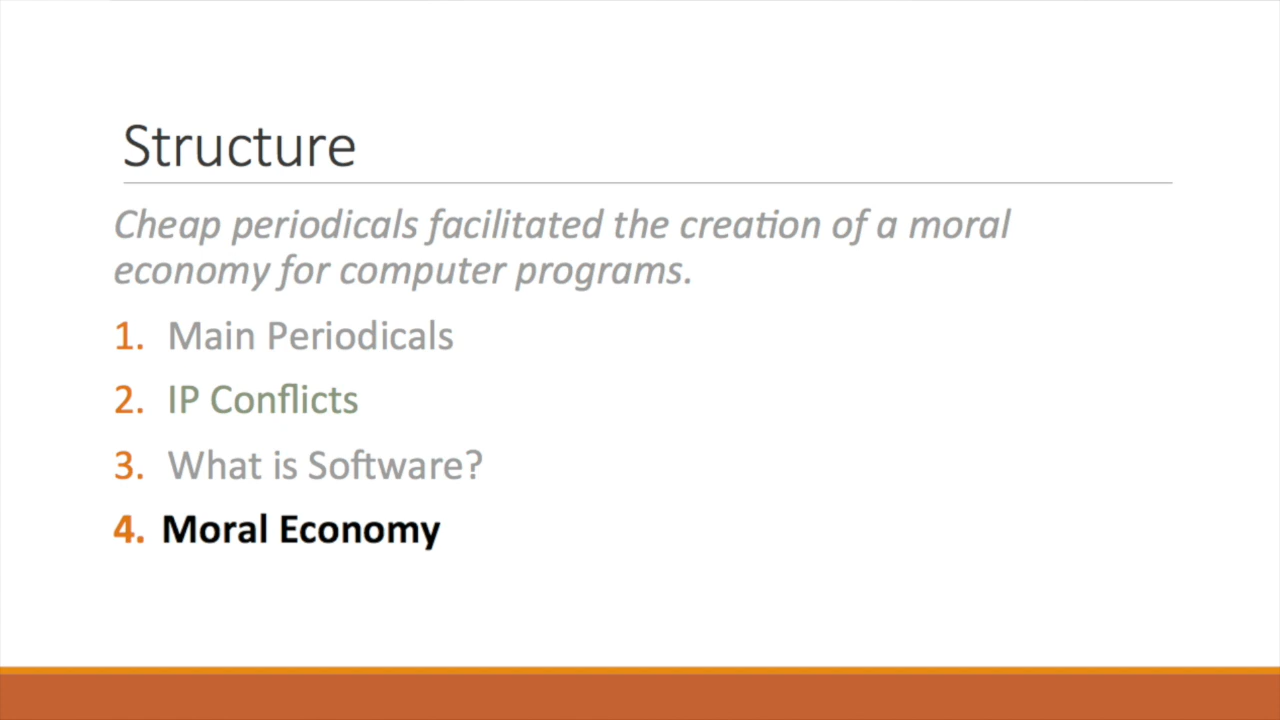 Structure
Cheap periodicals facilitated the creation of a moral
economy for computer programs.
1. Main Periodicals
2. IP Conflicts
3. What is Software?
4. Moral Economy